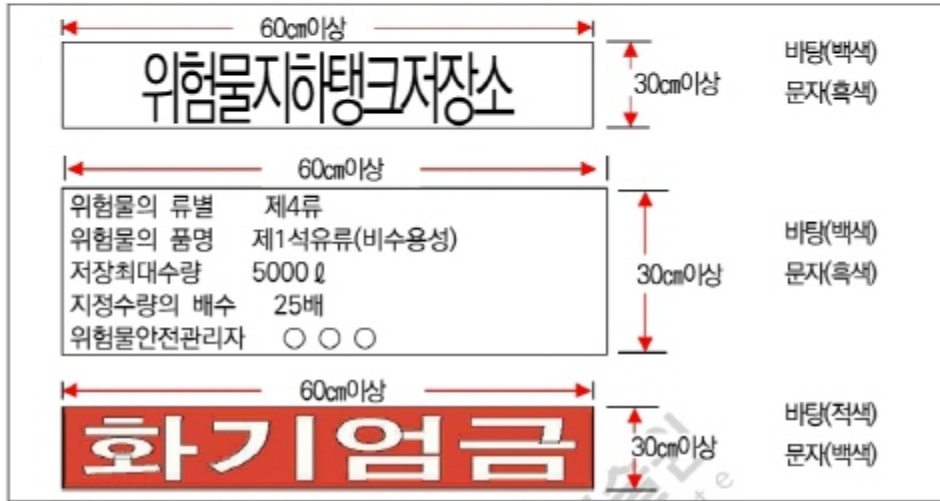 60cm이상
위험물지하탱크저장소
30cm이상
바탕(백색)
문자(흑색)
60cm이상
위험물의 류별 제4류
위험물의 품명 제1석유류(비수용성)
저장최대수량 5000ℓ
지정수량의 배수 25배
위험물안전관리자 ○ ○ ○
30cm이상
바탕(백색)
문자(흑색)
60cm이상
화기엄금
30cm이상
바탕(적색)
문자(백색)